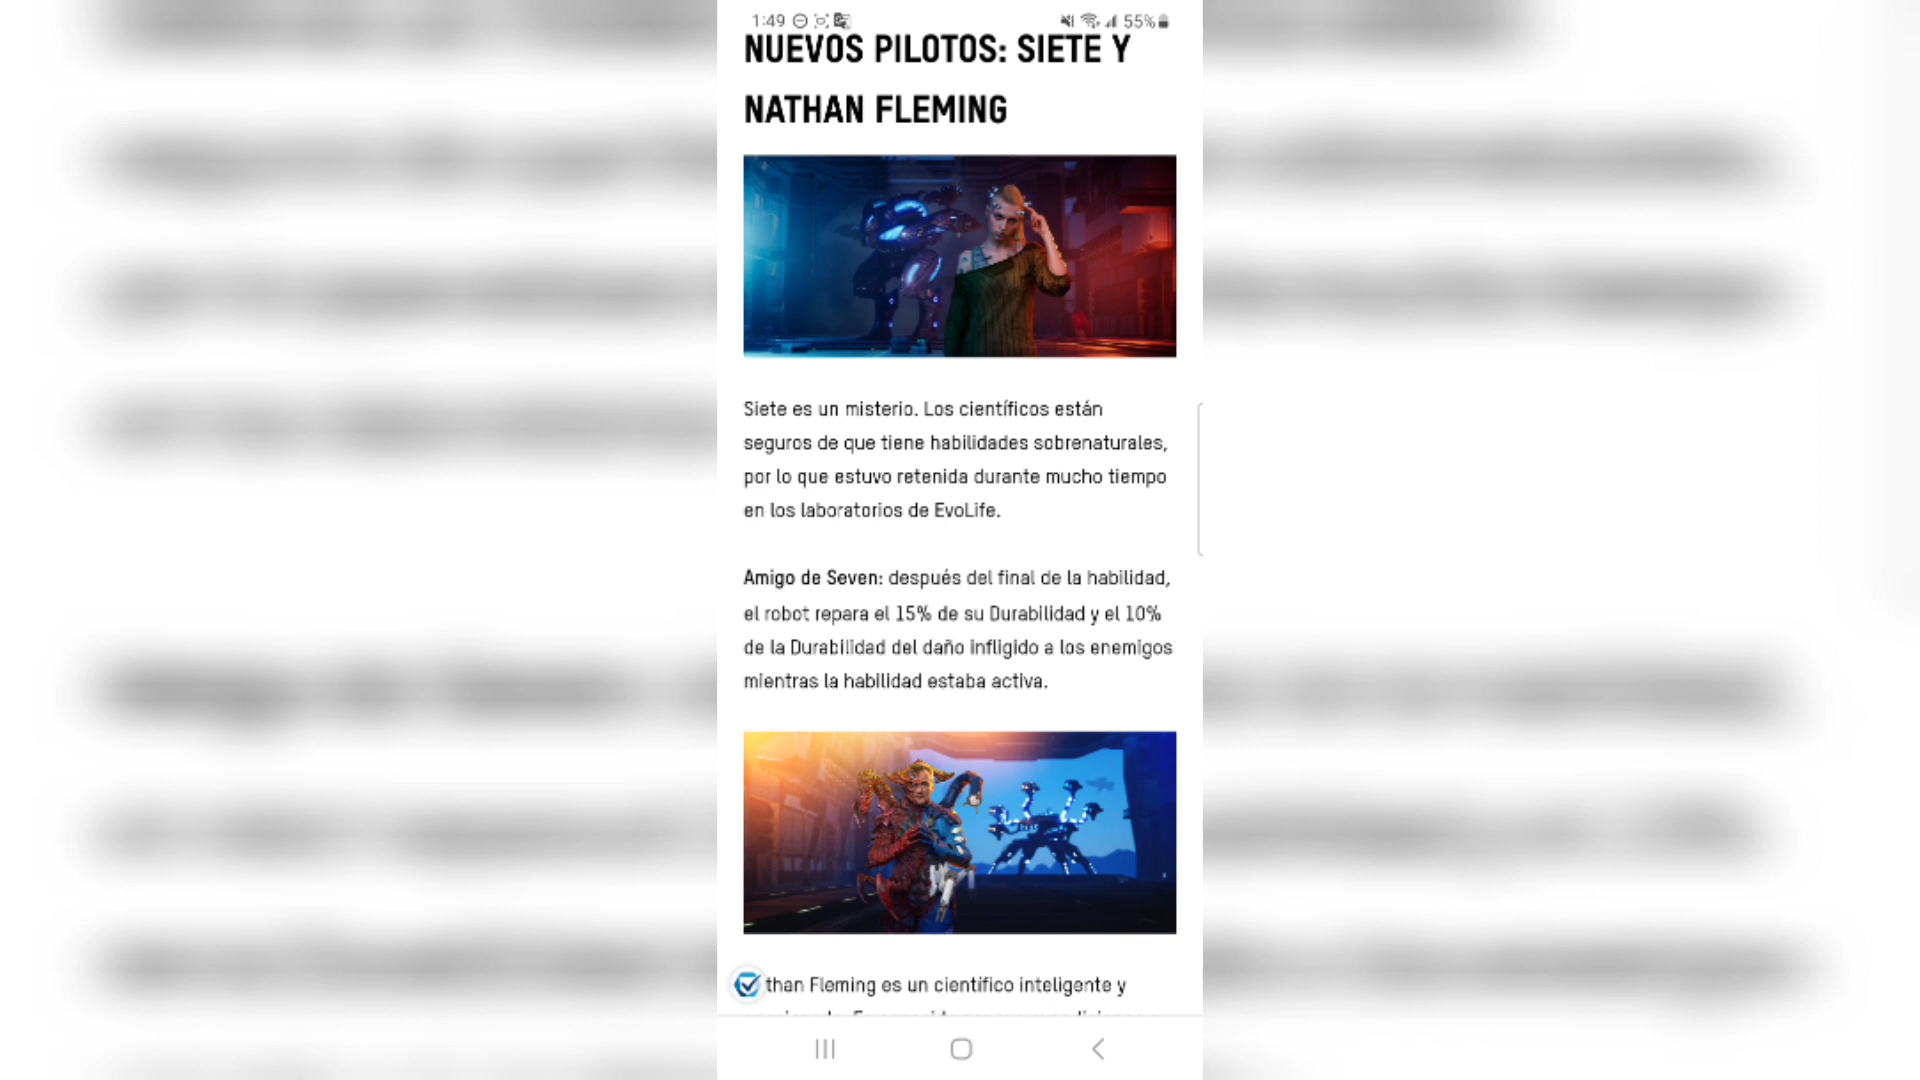 1:49 55%
NUEVOS PILOTOS: SIETE Y
NATHAN FLEMING
Siete es un misterio. Los científicos están
seguros de que tiene habilidades sobrenaturales,
por lo que estuvo retenida durante mucho tiempo
en los laboratorios de EvoLife.
Amigo de Seven: después del final de la habilidad,
el robot repara el 15% de su Durabilidad y el 10%
de la Durabilidad del daño infligido a los enemigos
mientras la habilidad estaba activa.
17
than Fleming es un científico inteligente y